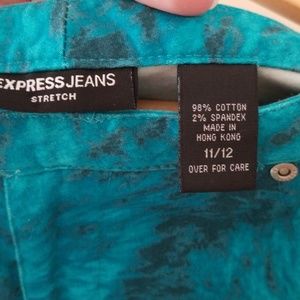 EXPRESS JEANS
STRETCH
98% COTTON
2% SPANDEX
MADE IN
HONG KONG
11/12
OVER FOR CARE